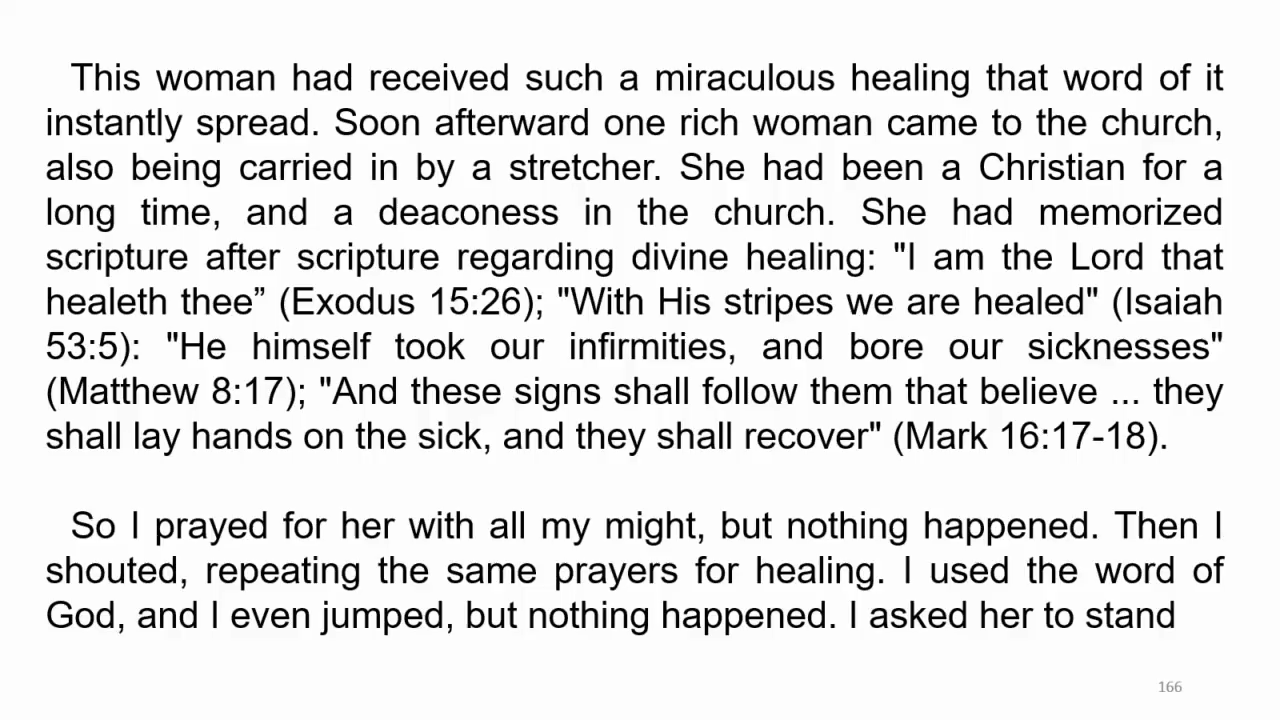 This woman had received such a miraculous healing that word of it
instantly spread. Soon afterward one rich woman came to the church,
also being carried in by a stretcher. She had been a Christian for a
long time, and a deaconess in the church. She had memorized
scripture after scripture regarding divine healing: "I am the Lord that
healeth thee” (Exodus 15:26); "With His stripes we are healed" (Isaiah
53:5): "He himself took our infirmities, and bore our sicknesses"
(Matthew 8:17); "And these signs shall follow them that believe ... they
shall lay hands on the sick, and they shall recover" (Mark 16:17-18).
So I prayed for her with all my might, but nothing happened. Then I
shouted, repeating the same prayers for healing. I used the word of
God, and I even jumped, but nothing happened. I asked her to stand
166